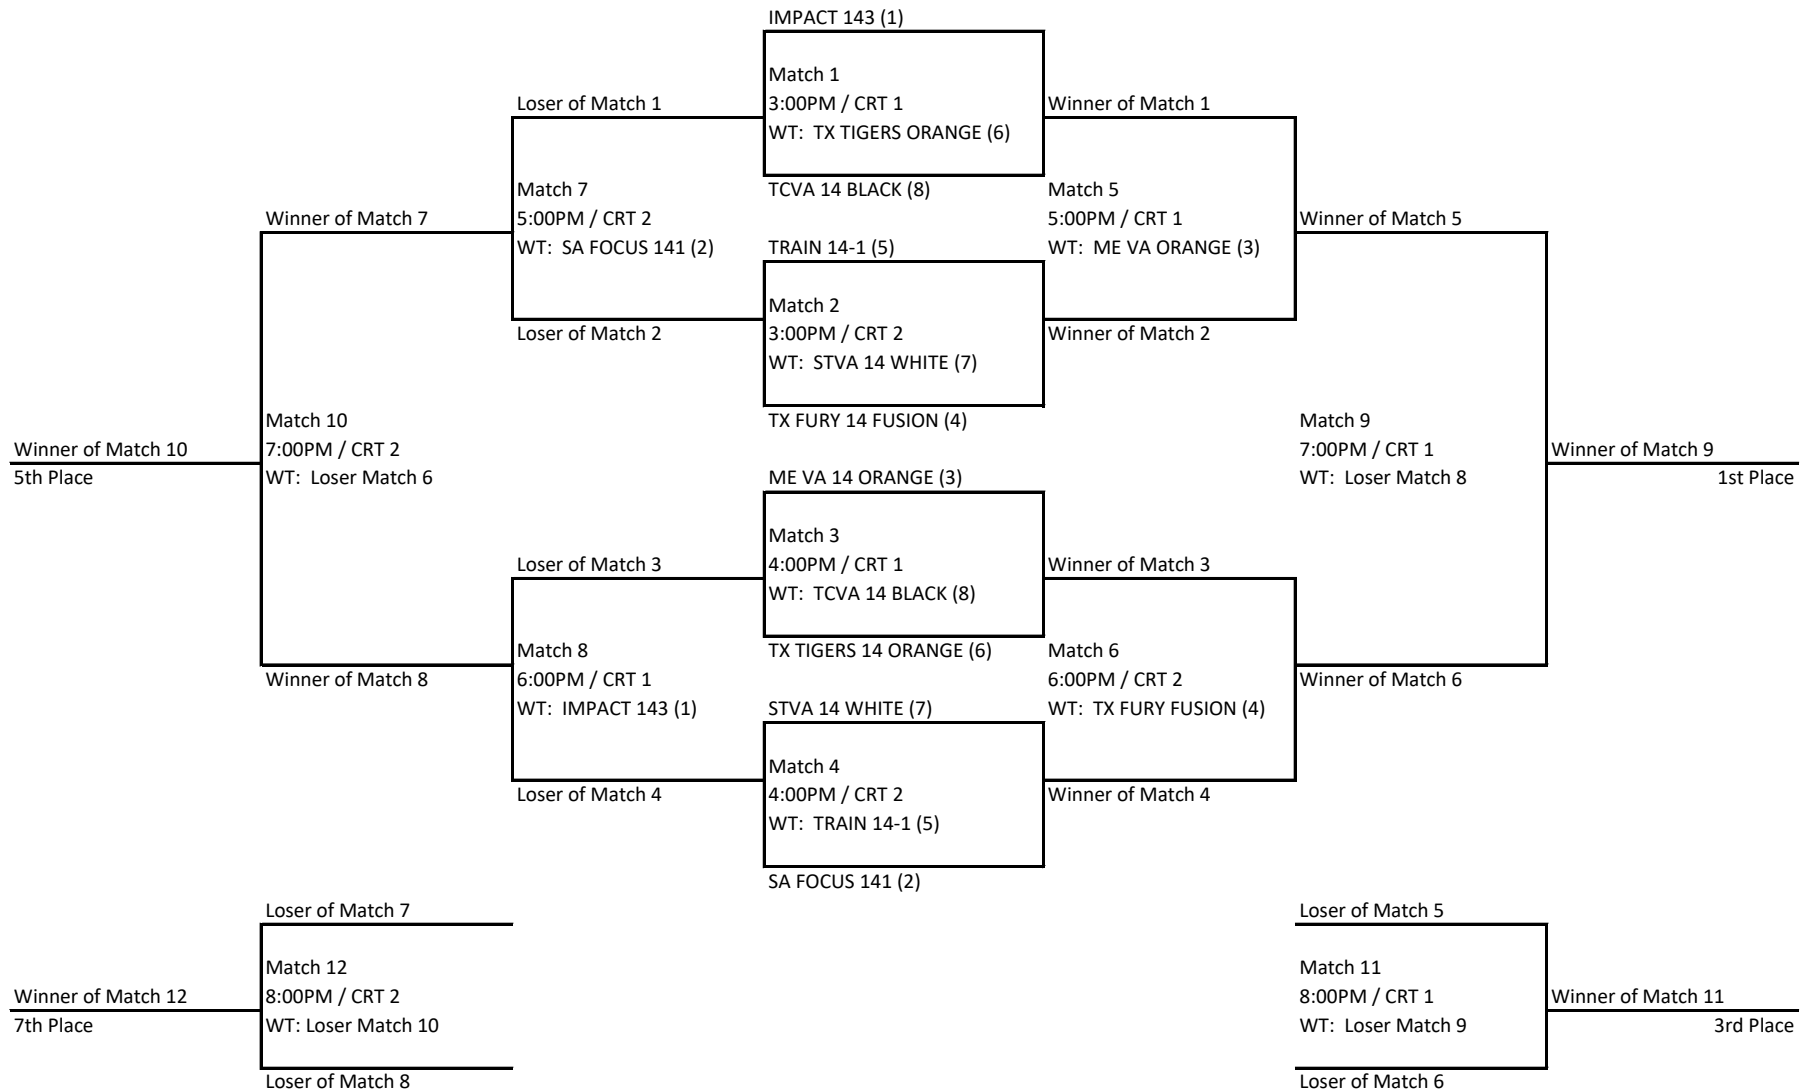 IMPACT 143 (1)
Match 1
Loser of Match 1
3:00PM / CRT 1
Winner of Match 1
WT:  TX TIGERS ORANGE (6)
Match 7
TCVA 14 BLACK (8)
Match 5
Winner of Match 7
5:00PM / CRT 2
5:00PM / CRT 1
Winner of Match 5
WT:  SA FOCUS 141 (2)
TRAIN 14-1 (5)
WT:  ME VA ORANGE (3)
Match 2
Loser of Match 2
3:00PM / CRT 2
Winner of Match 2
WT:  STVA 14 WHITE (7)
Match 10
TX FURY 14 FUSION (4)
Match 9
Winner of Match 10
7:00PM / CRT 2
7:00PM / CRT 1
Winner of Match 9
5th Place
WT:  Loser Match 6
ME VA 14 ORANGE (3)
WT:  Loser Match 8
1st Place
Match 3
Loser of Match 3
4:00PM / CRT 1
Winner of Match 3
WT:  TCVA 14 BLACK (8)
Match 8
TX TIGERS 14 ORANGE (6)
Match 6
Winner of Match 8
6:00PM / CRT 1
6:00PM / CRT 2
Winner of Match 6
WT:  IMPACT 143 (1)
STVA 14 WHITE (7)
WT:  TX FURY FUSION (4)
Match 4
Loser of Match 4
4:00PM / CRT 2
Winner of Match 4
WT:  TRAIN 14-1 (5)
SA FOCUS 141 (2)
Loser of Match 7
Loser of Match 5
Match 12
Match 11
Winner of Match 12
8:00PM / CRT 2
8:00PM / CRT 1
Winner of Match 11
7th Place
WT: Loser Match 10
WT:  Loser Match 9
3rd Place
Loser of Match 8
Loser of Match 6